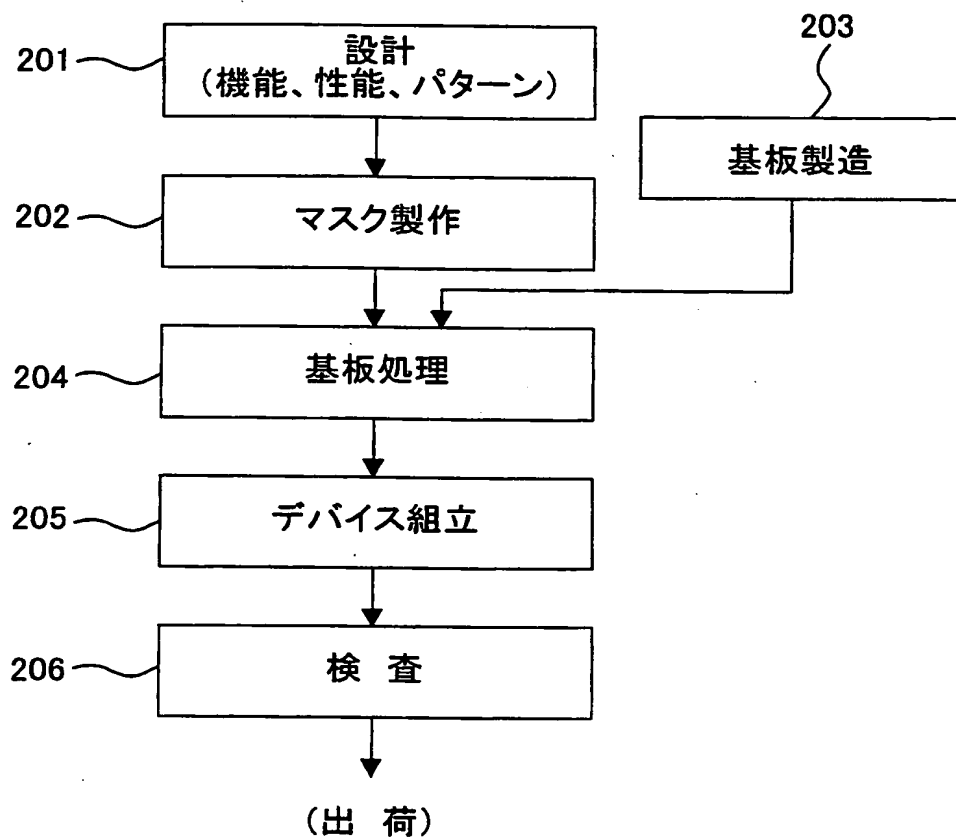 201
設計
(機能、性能、パターン)
203
基板製造
202
マスク製作
204
基板処理
205
デバイス組立
206
検 査
(出 荷)